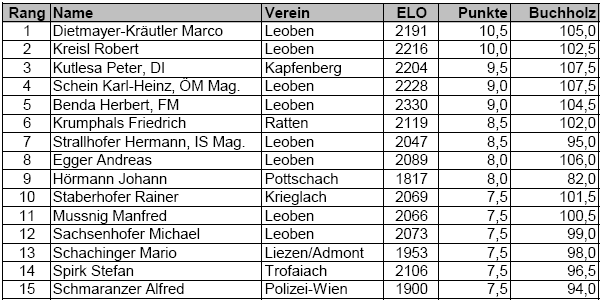 Rang Name Verein ELO Punkte Buchholz
1 Dietmayer-Kräutler Marco Leoben 2191 10,5 105,0
2 Kreisl Robert Leoben 2216 10,0 102,5
3 Kutlesa Peter, DI Kapfenberg 2204 9,5 107,5
4 Schein Karl-Heinz, ÖM Mag. Leoben 2228 9,0 107,5
5 Benda Herbert, FM Leoben 2330 9,0 104,5
6 Krumphals Friedrich Ratten 2119 8,5 102,0
7 Strallhofer Hermann, IS Mag. Leoben 2047 8,5 95,0
8 Egger Andreas Leoben 2089 8,0 106,0
9 Hörmann Johann Pottschach 1817 8,0 82,0
10 Staberhofer Rainer Krieglach 2069 7,5 101,5
11 Mussnig Manfred Leoben 2066 7,5 100,5
12 Sachsenhofer Michael Leoben 2073 7,5 99,0
13 Schachinger Mario Liezen/Admont 1953 7,5 98,0
14 Spirk Stefan Trofaiach 2106 7,5 96,5
15 Schmaranzer Alfred Polizei-Wien 1900 7,5 94,0